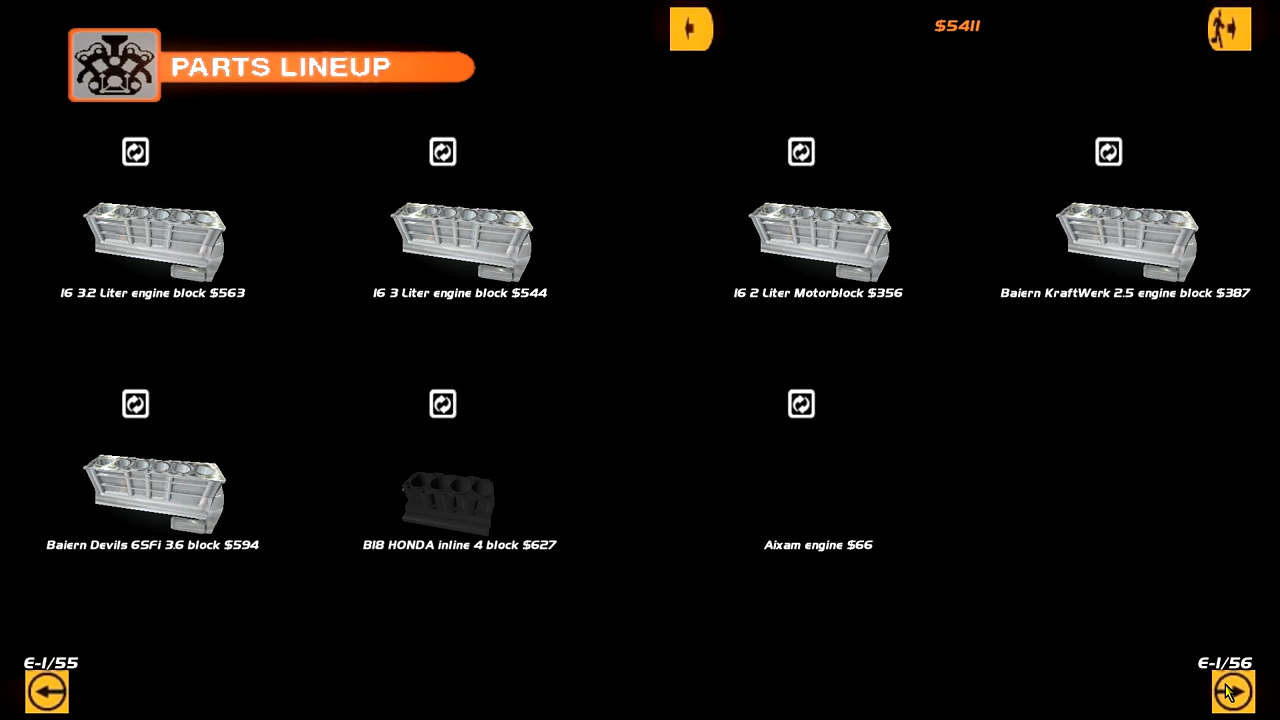 $5411
PARTS LINEUP
I6 3.2 Liter engine block $563
I6 3 Liter engine block $544
I6 2 Liter Motorblock $356
Baiern KraftWerk 2.5 engine block $387
Baiern Devils 6SFi 3.6 block $594
B18 HONDA inline 4 block $627
Aixam engine $66
E-1/55
E-1/56